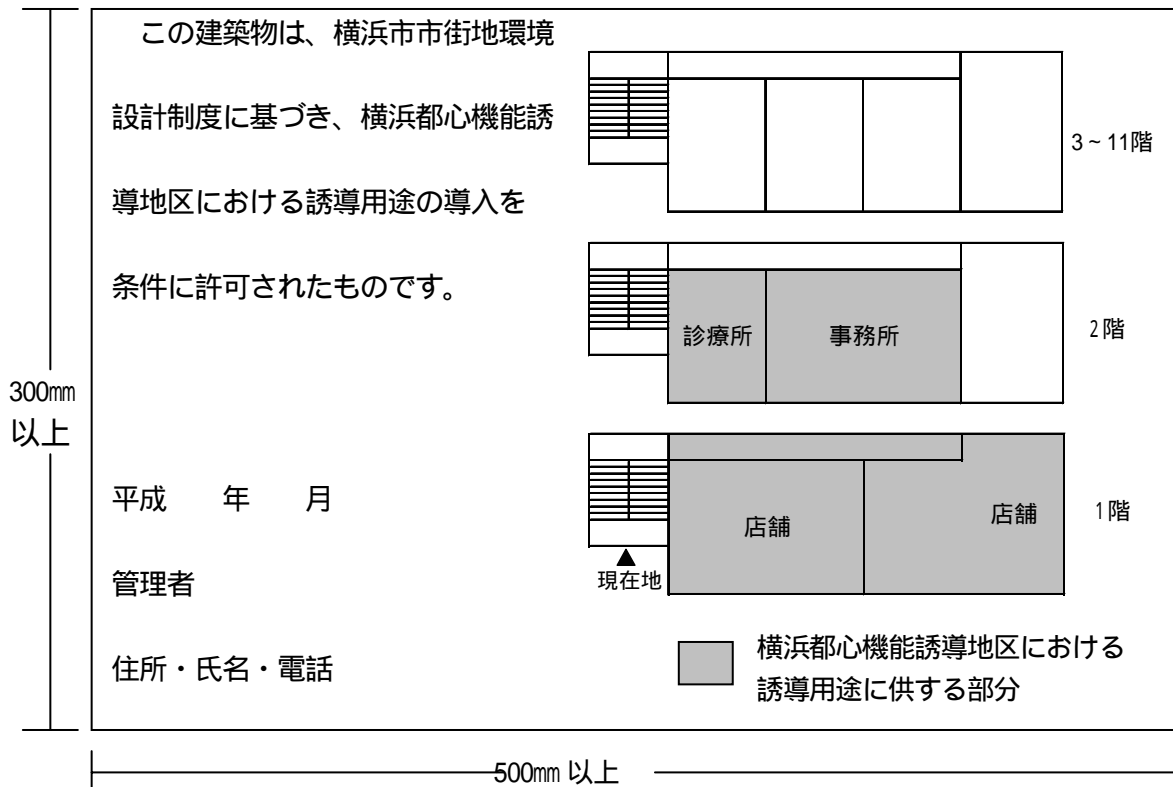 この建築物は、横浜市市街地環境
設計制度に基づき、横浜都心機能誘
導地区における誘導用途の導入を
条件に許可されたものです。
平成　　年　　月
管理者
住所・氏名・電話
300㎜
以上
500㎜ 以上
3~11階
診療所
事務所
2階
店舗
店舗
1階
現在地
横浜都心機能誘導地区における
誘導用途に供する部分